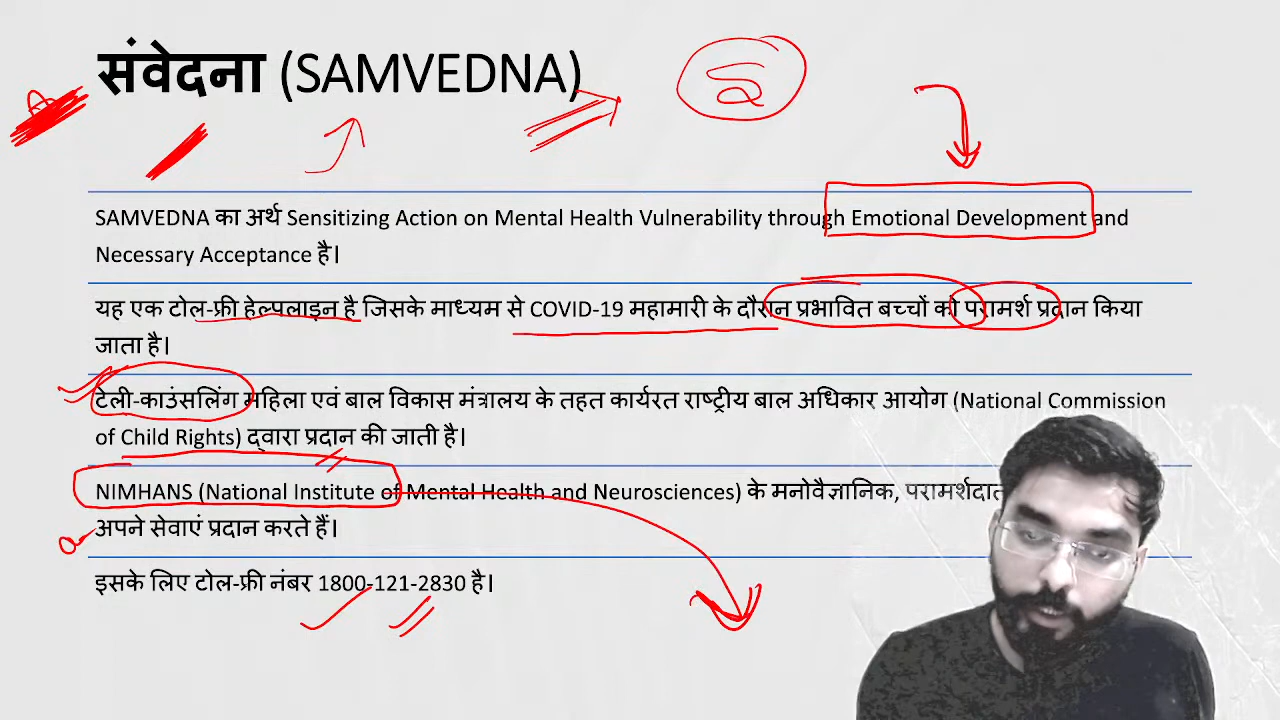 संवेदना (SAMVEDNA)
SAMVEDNA का अर्थ Sensitizing Action on Mental Health Vulnerability through Emotional Development and
Necessary Acceptance है।
यह एक टोल-फ्री हेल्पलाइन है जिसके माध्यम से COVID-19 महामारी के दौरान प्रभावित बच्चों को परामर्श प्रदान किया
जाता है।
टेली-काउंसलिंग महिला एवं बाल विकास मंत्रालय के तहत कार्यरत राष्ट्रीय बाल अधिकार आयोग (National Commission
of Child Rights) द्वारा प्रदान की जाती है।
NIMHANS (National Institute of Mental Health and Neurosciences) के मनोवैज्ञानिक,
अपने सेवाएं प्रदान करते हैं।
इसके लिए टोल-फ्री नंबर 1800-121-2830 है।